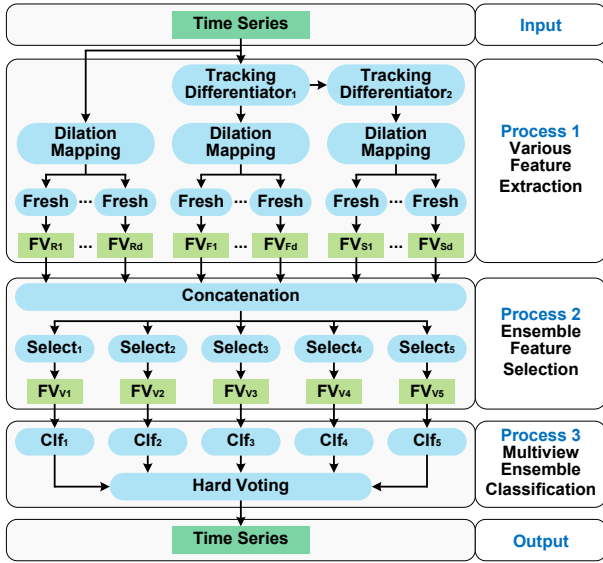 Time Series
Input
Tracking Differentiator₁
Tracking Differentiator₂
Dilation Mapping
Dilation Mapping
Dilation Mapping
Process 1
Various
Feature
Extraction
Fresh ... Fresh
Fresh ... Fresh
Fresh ... Fresh
FVR1 ... FVRd
FVF1 ... FVFd
FVS1 ... FVSd
Concatenation
Select₁
Select₂
Select₃
Select₄
Select₅
FVV1
FVV2
FVV3
FVV4
FVV5
Process 2
Ensemble
Feature
Selection
Clf₁
Clf₂
Clf₃
Clf₄
Clf₅
Hard Voting
Process 3
Multiview
Ensemble
Classification
Time Series
Output